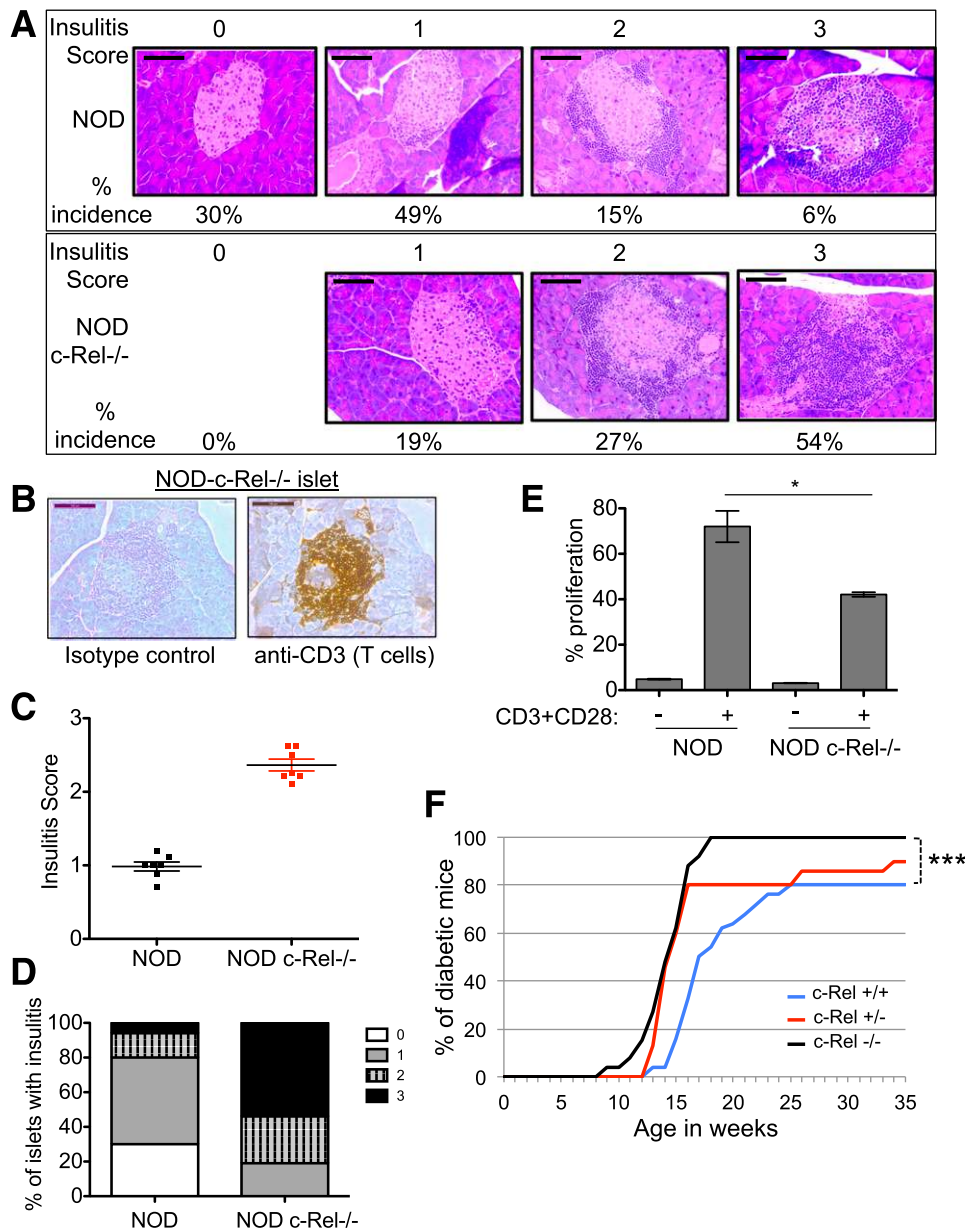 A
Insulitis Score 0 1 2 3
NOD
% incidence 30% 49% 15% 6%
Insulitis Score 0 1 2 3
NOD c-Rel-/-
% incidence 0% 19% 27% 54%
B
NOD-c-Rel-/- islet
Isotype control anti-CD3 (T cells)
C
Insulitis Score
3
2
1
0
NOD NOD c-Rel-/-
D
% of islets with insulitis
100
80
60
40
20
0
NOD NOD c-Rel-/-
0
1
2
3
E
*
% proliferation
80
60
40
20
0
CD3+CD28: - + - +
NOD NOD c-Rel-/-
F
% of diabetic mice
100
80
60
40
20
0
***
c-Rel +/+
c-Rel +/-
c-Rel -/-
0 5 10 15 20 25 30 35
Age in weeks